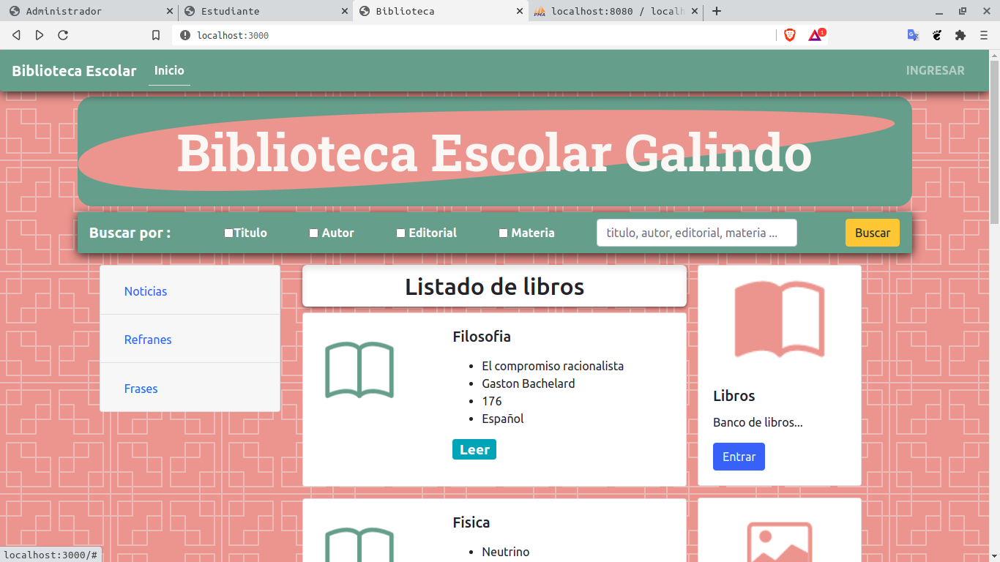 Administrador
Estudiante
Biblioteca
PMA localhost:8080 / localh
localhost:3000
1
Biblioteca Escolar Inicio INGRESAR
Biblioteca Escolar Galindo
Buscar por : Titulo Autor Editorial Materia titulo, autor, editorial, materia ... Buscar
Noticias
Refranes
Frases
Listado de libros
Filosofia
El compromiso racionalista
Gaston Bachelard
176
Español
Leer
Fisica
Neutrino
Libros
Banco de libros...
Entrar
localhost:3000/#